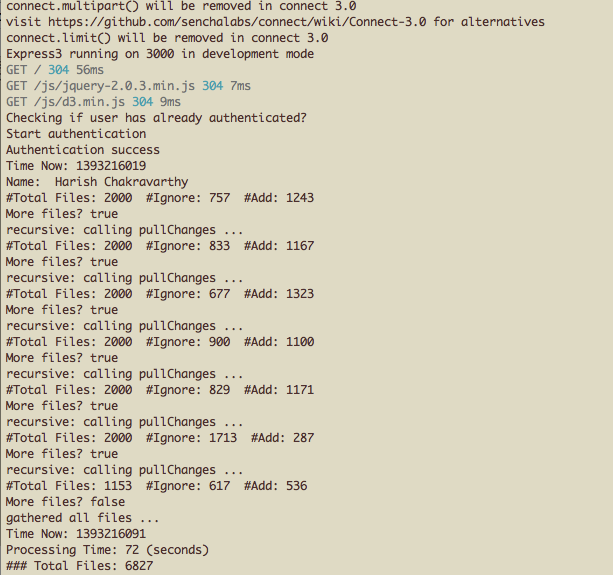 connect.multipart() will be removed in connect 3.0
visit https://github.com/senchalabs/connect/wiki/Connect-3.0 for alternatives
connect.limit() will be removed in connect 3.0
Express3 running on 3000 in development mode
GET / 304 56ms
GET /js/jquery-2.0.3.min.js 304 7ms
GET /js/d3.min.js 304 9ms
Checking if user has already authenticated?
Start authentication
Authentication success
Time Now: 1393216019
Name:  Harish Chakravarthy
#Total Files: 2000  #Ignore: 757  #Add: 1243
More files? true
recursive: calling pullChanges ...
#Total Files: 2000  #Ignore: 833  #Add: 1167
More files? true
recursive: calling pullChanges ...
#Total Files: 2000  #Ignore: 677  #Add: 1323
More files? true
recursive: calling pullChanges ...
#Total Files: 2000  #Ignore: 900  #Add: 1100
More files? true
recursive: calling pullChanges ...
#Total Files: 2000  #Ignore: 829  #Add: 1171
More files? true
recursive: calling pullChanges ...
#Total Files: 2000  #Ignore: 1713  #Add: 287
More files? true
recursive: calling pullChanges ...
#Total Files: 1153  #Ignore: 617  #Add: 536
More files? false
gathered all files ...
Time Now: 1393216091
Processing Time: 72 (seconds)
### Total Files: 6827